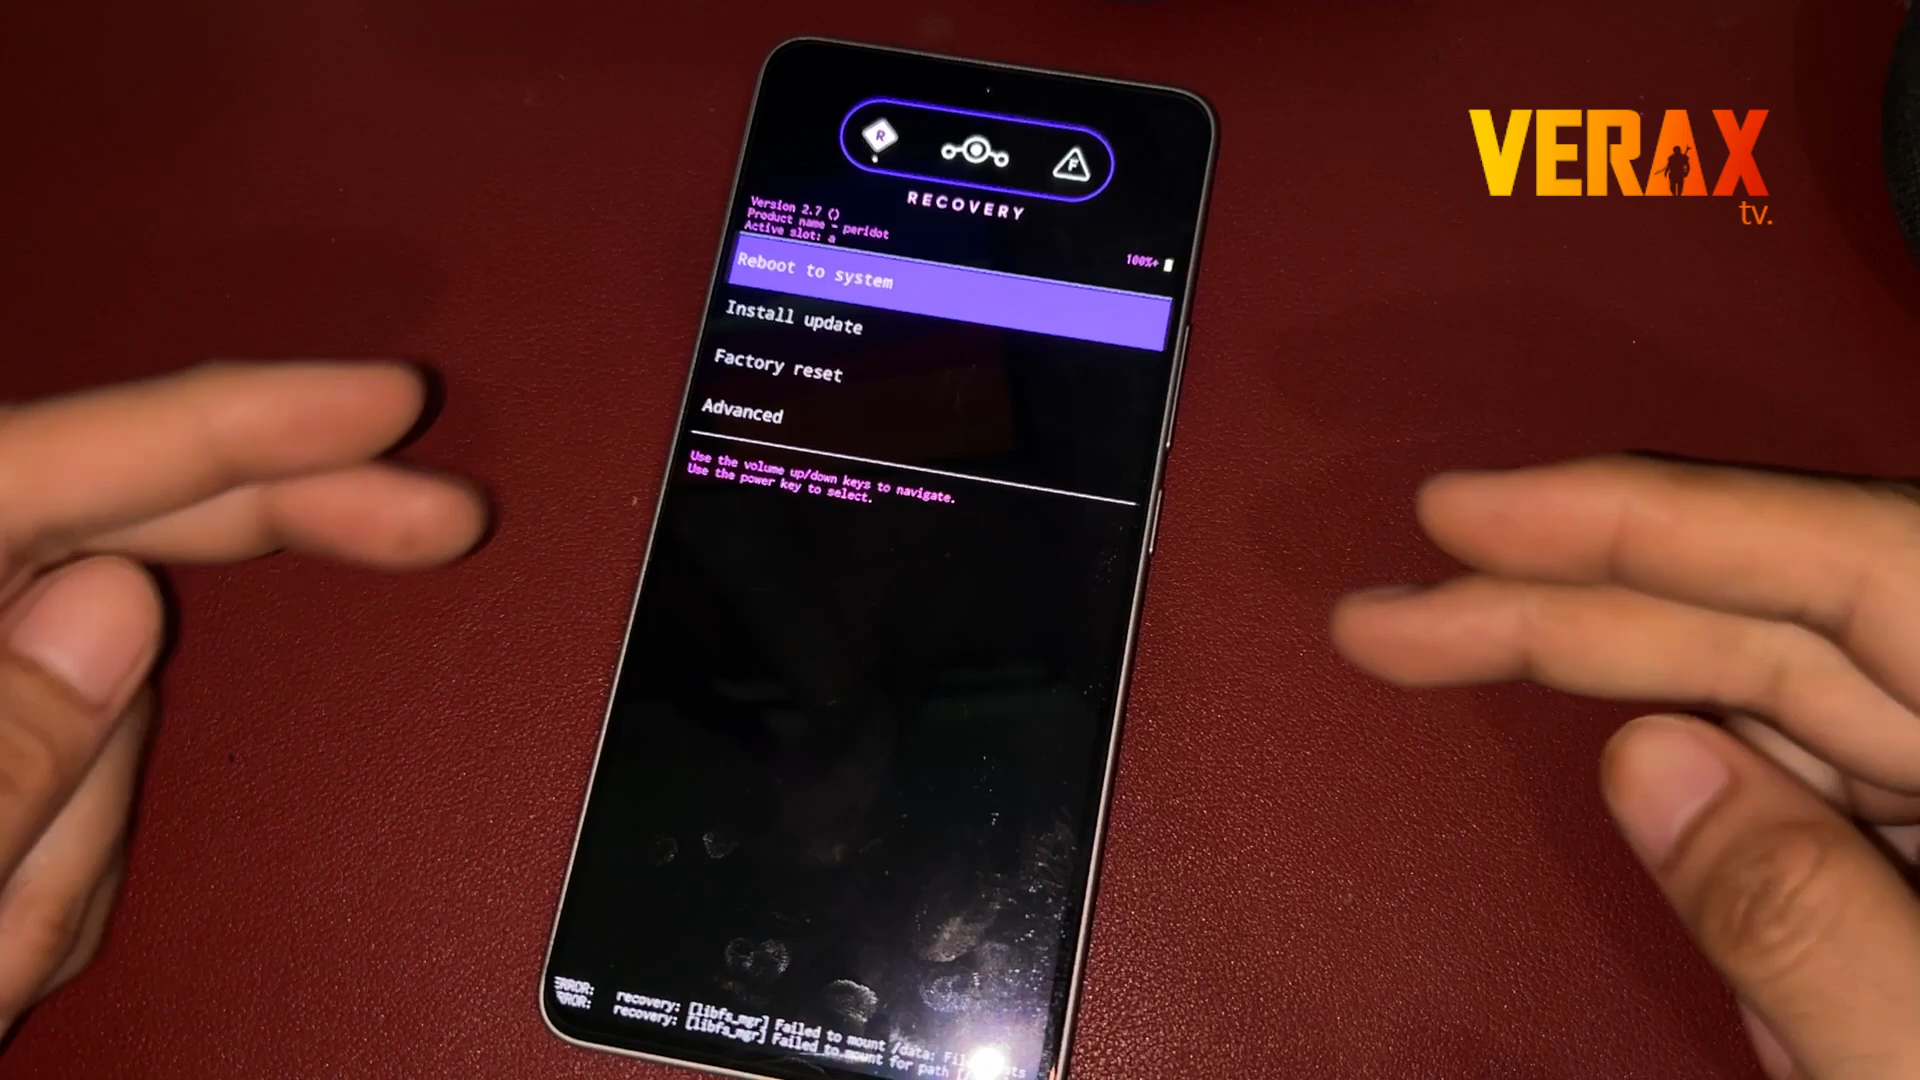 VERAX
tv.
R
F
RECOVERY
Version 2.7 ()
Product name - peridot
Active slot: a
100%+
Reboot to system
Install update
Factory reset
Advanced
Use the volume up/down keys to navigate.
Use the power key to select.
ERROR: recovery: [libfs_mgr] Failed to mount /data:
ERROR: recovery: [libfs_mgr] Failed to mount for path